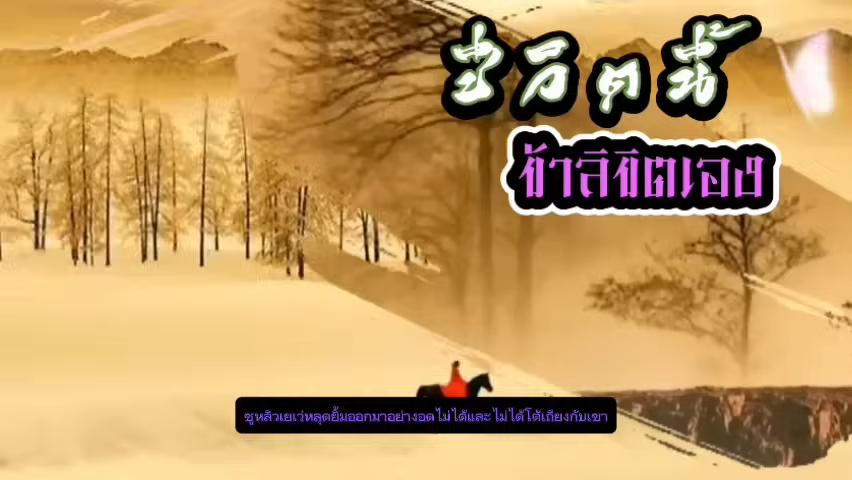 ชีวิตนี้
ข้าลิขิตเอง
ซูหลิวเยเว่หลุดยิ้มออกมาอย่างอดไม่ได้และไม่ได้โต้เถียงกับเขา